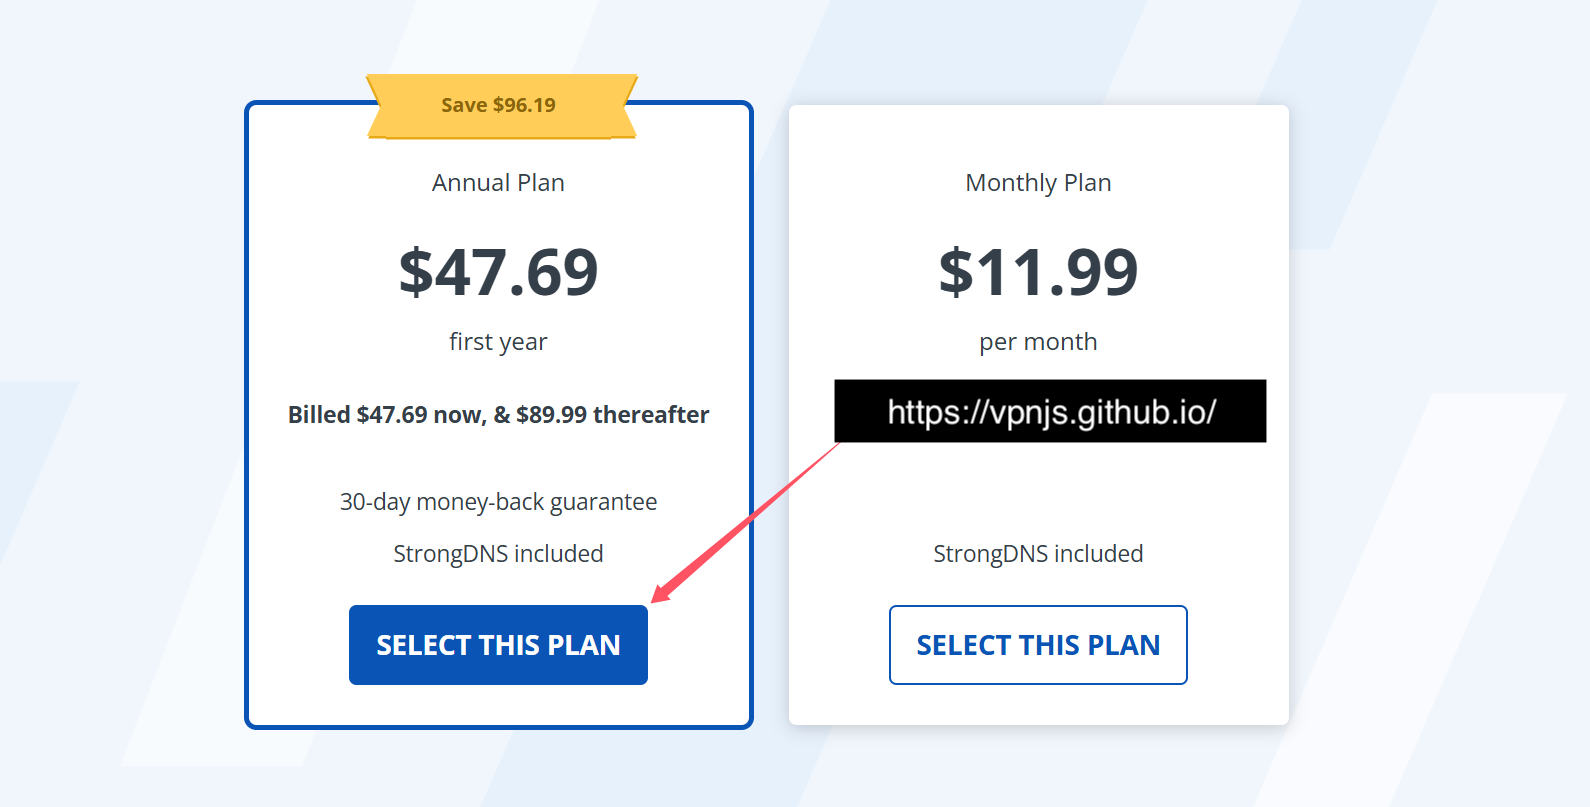 Save $96.19
Annual Plan
$47.69
first year
Billed $47.69 now, & $89.99 thereafter
30-day money-back guarantee
StrongDNS included
SELECT THIS PLAN
Monthly Plan
$11.99
per month
https://vpnjs.github.io/
StrongDNS included
SELECT THIS PLAN